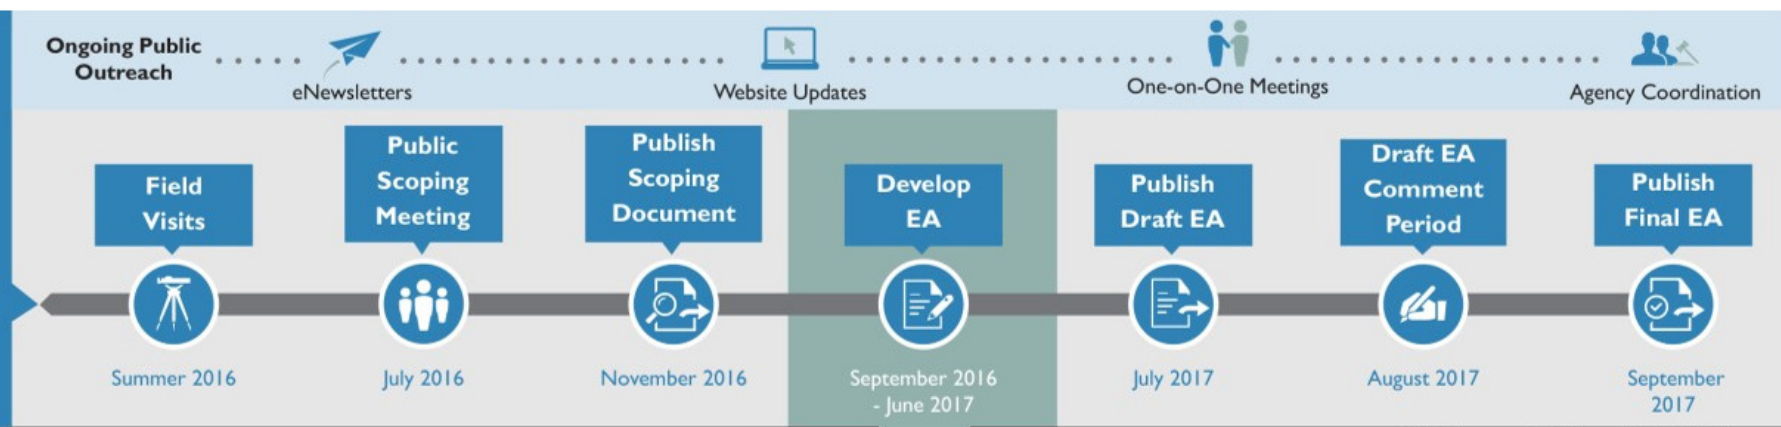 Ongoing Public
Outreach
eNewsletters
Website Updates
One-on-One Meetings
Agency Coordination
Field
Visits
Summer 2016
Public
Scoping
Meeting
July 2016
Publish
Scoping
Document
November 2016
Develop
EA
September 2016
- June 2017
Publish
Draft EA
July 2017
Draft EA
Comment
Period
August 2017
Publish
Final EA
September
2017